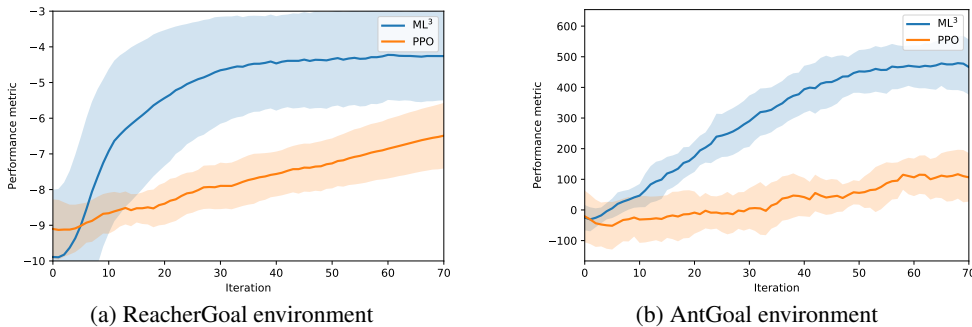 ML³
PPO
Performance metric
−3
−4
−5
−6
−7
−8
−9
−10
0 10 20 30 40 50 60 70
Iteration
(a) ReacherGoal environment
ML³
PPO
Performance metric
600
500
400
300
200
100
0
−100
0 10 20 30 40 50 60 70
Iteration
(b) AntGoal environment